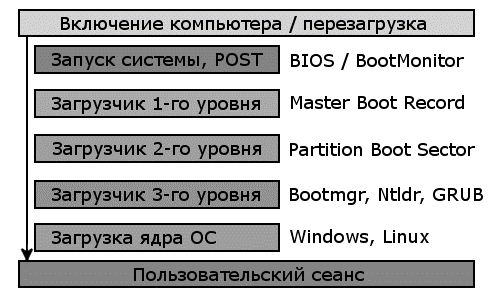 Включение компьютера / перезагрузка
Запуск системы, POST BIOS / BootMonitor
Загрузчик 1-го уровня Master Boot Record
Загрузчик 2-го уровня Partition Boot Sector
Загрузчик 3-го уровня Bootmgr, Ntldr, GRUB
Загрузка ядра ОС Windows, Linux
Пользовательский сеанс